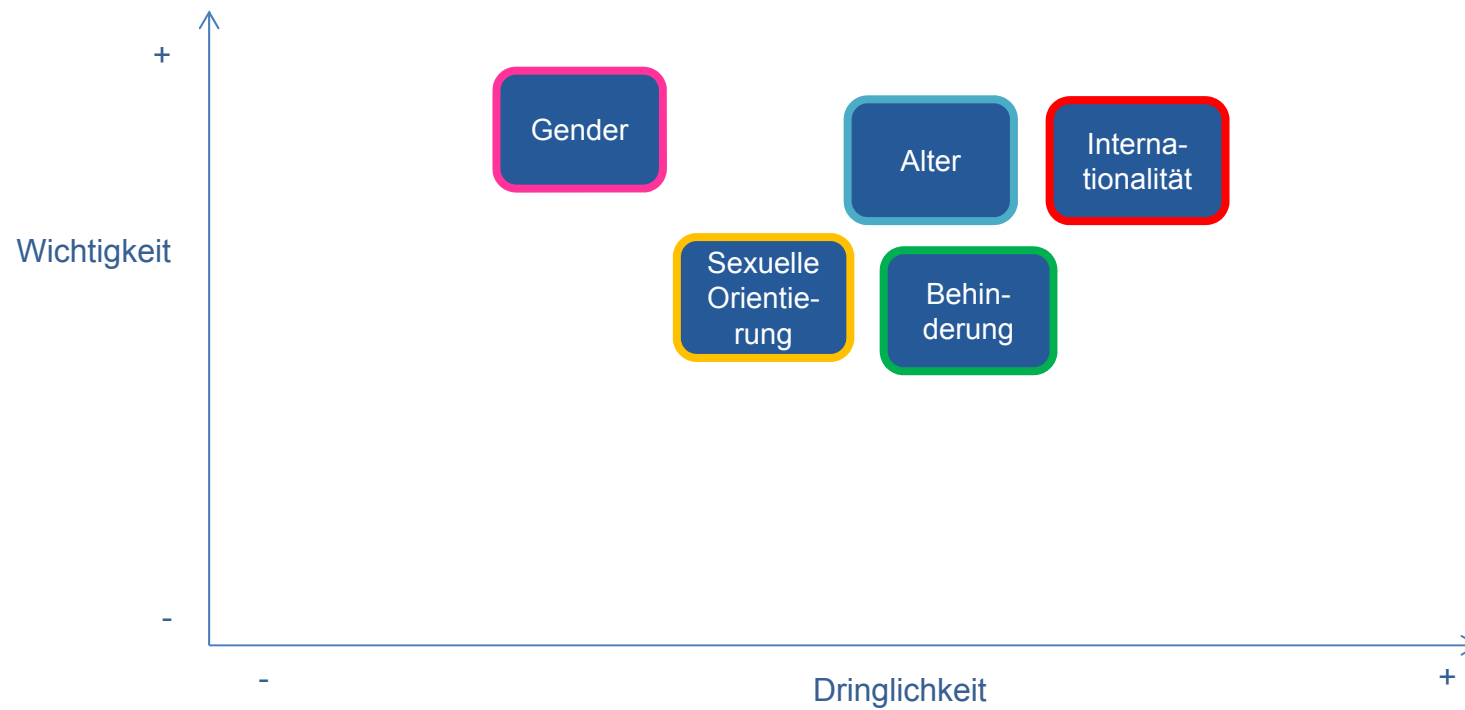 +
Gender
Alter
Interna-
tionalität
Wichtigkeit
Sexuelle
Orientie-
rung
Behin-
derung
-
-
Dringlichkeit
+